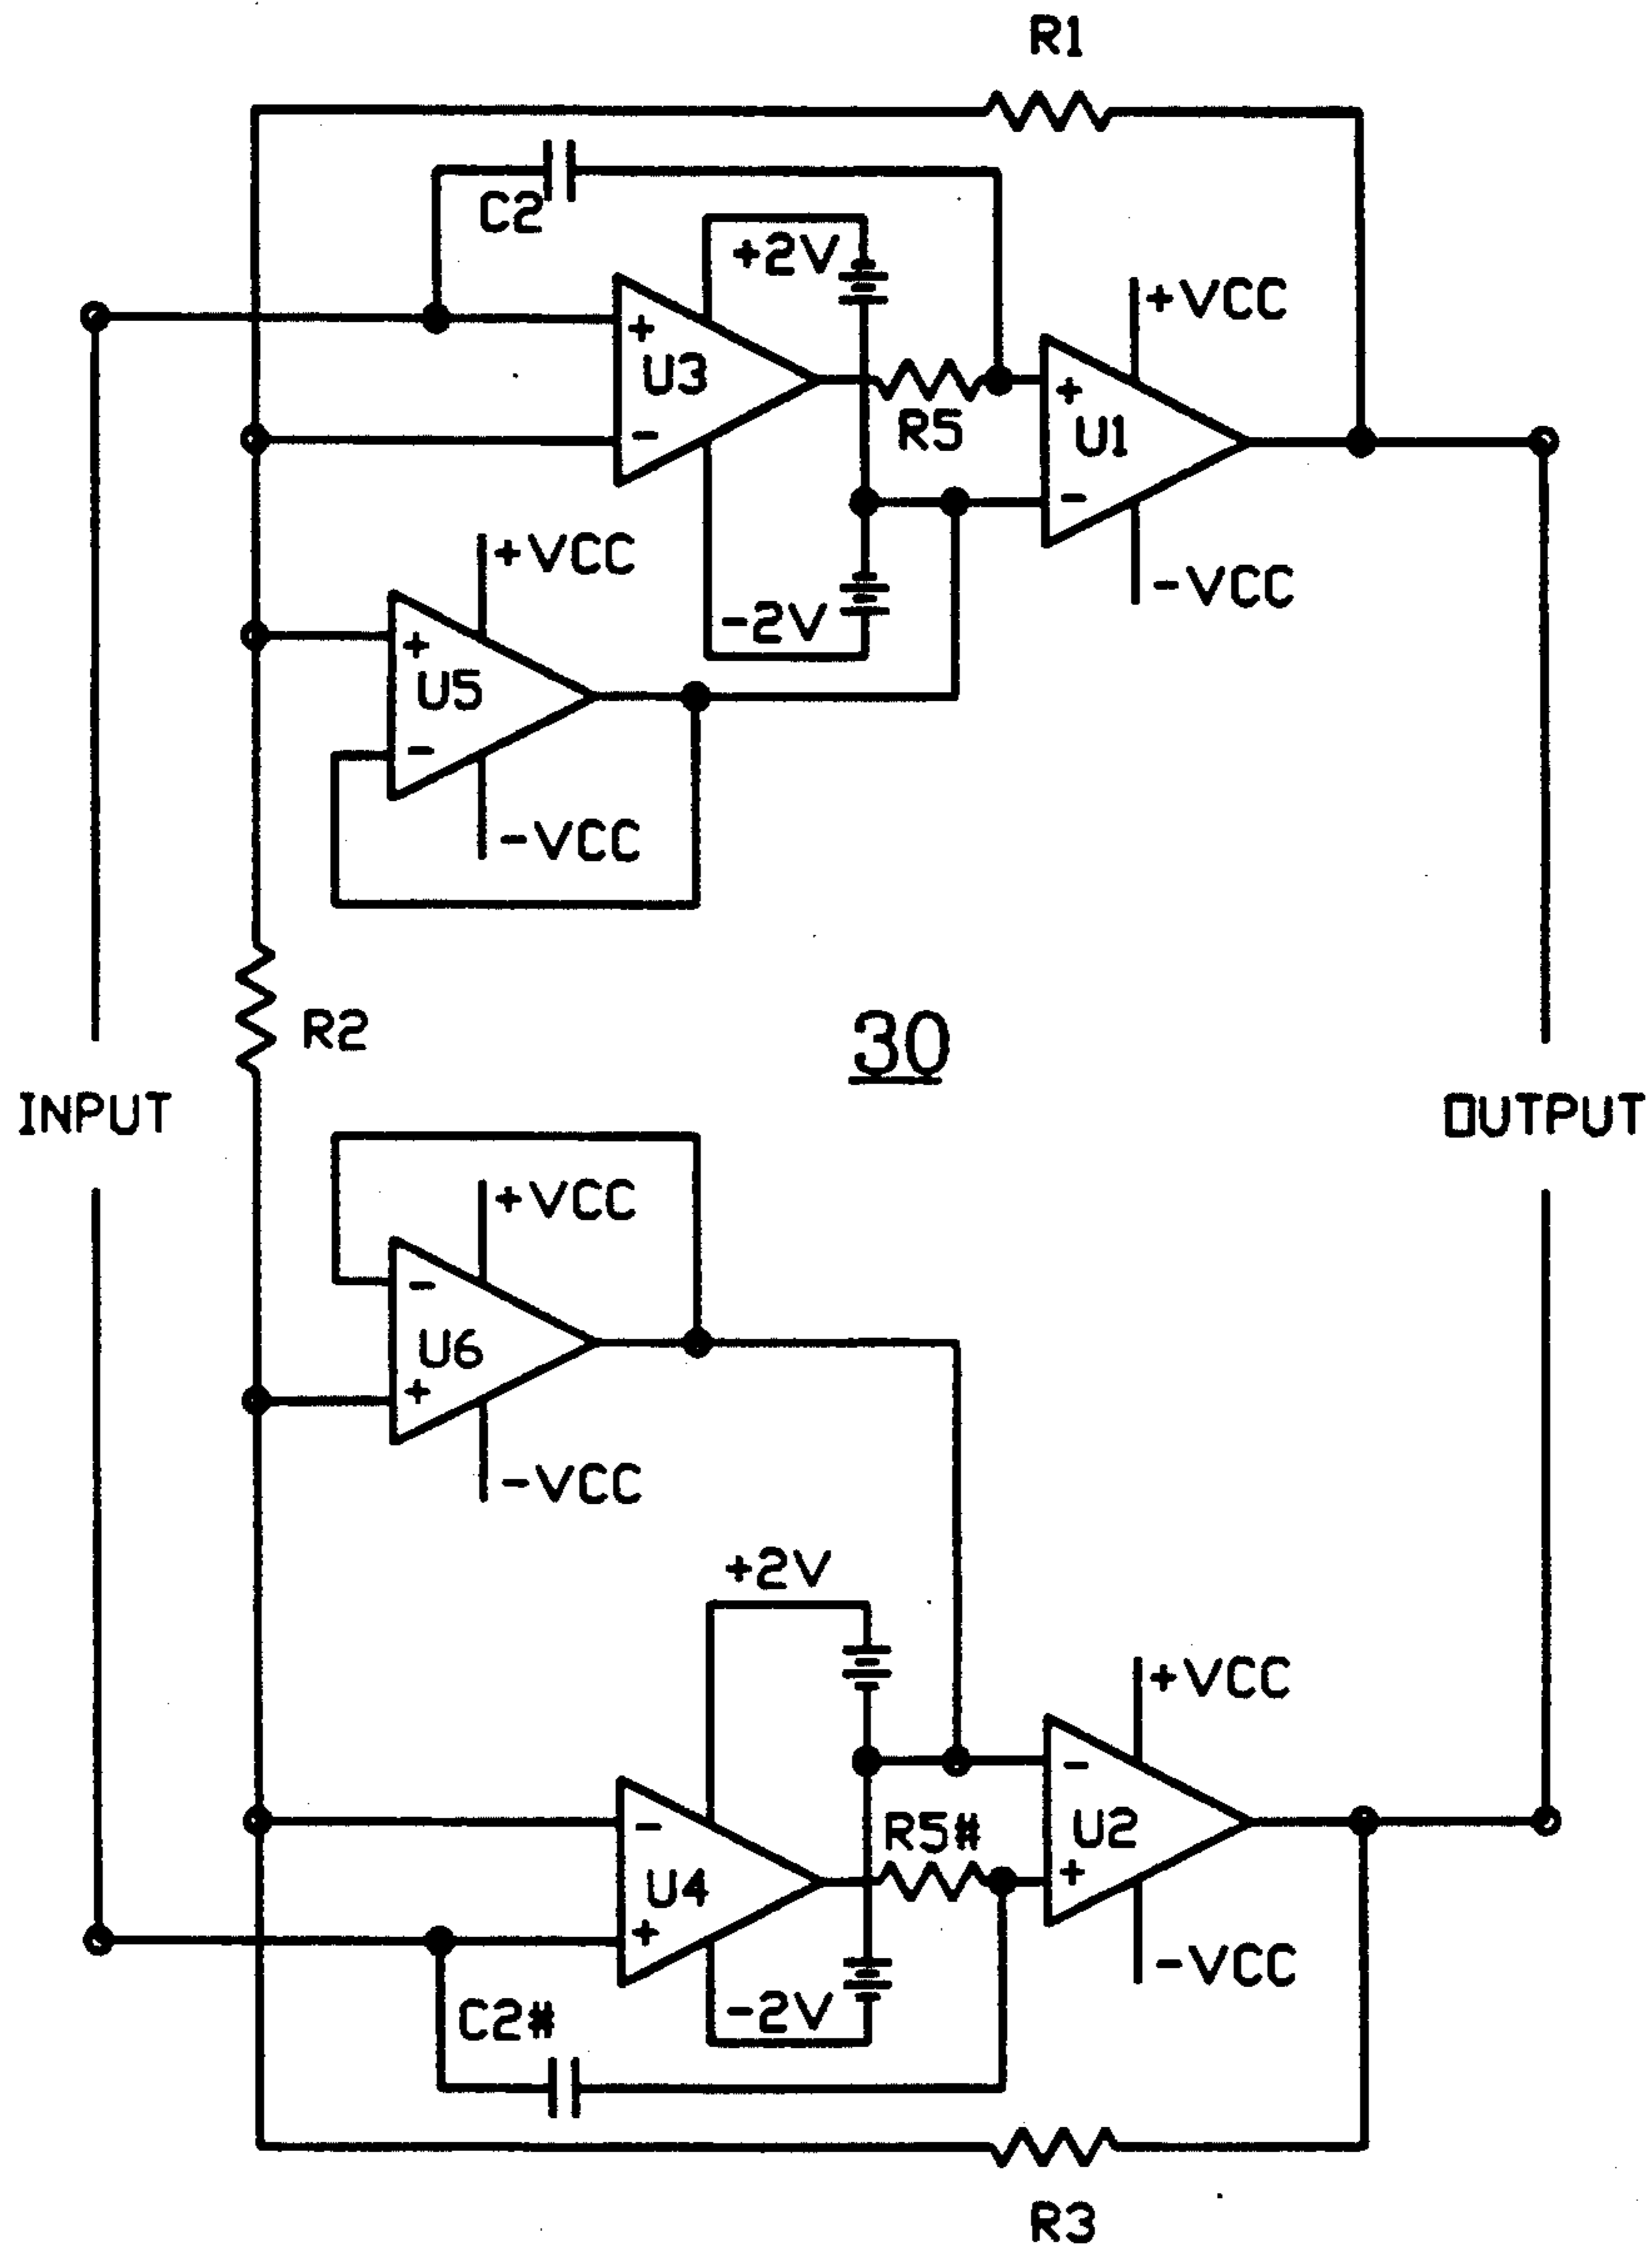 R1
C2
+2V
+VCC
+
U3
-
R5
+
U1
-
+VCC
-VCC
-2V
+
U5
-
-VCC
R2
30
INPUT
OUTPUT
+VCC
-
U6
+
-VCC
+2V
+VCC
-
U4
+
R5#
-
U2
+
-VCC
C2#
-2V
R3